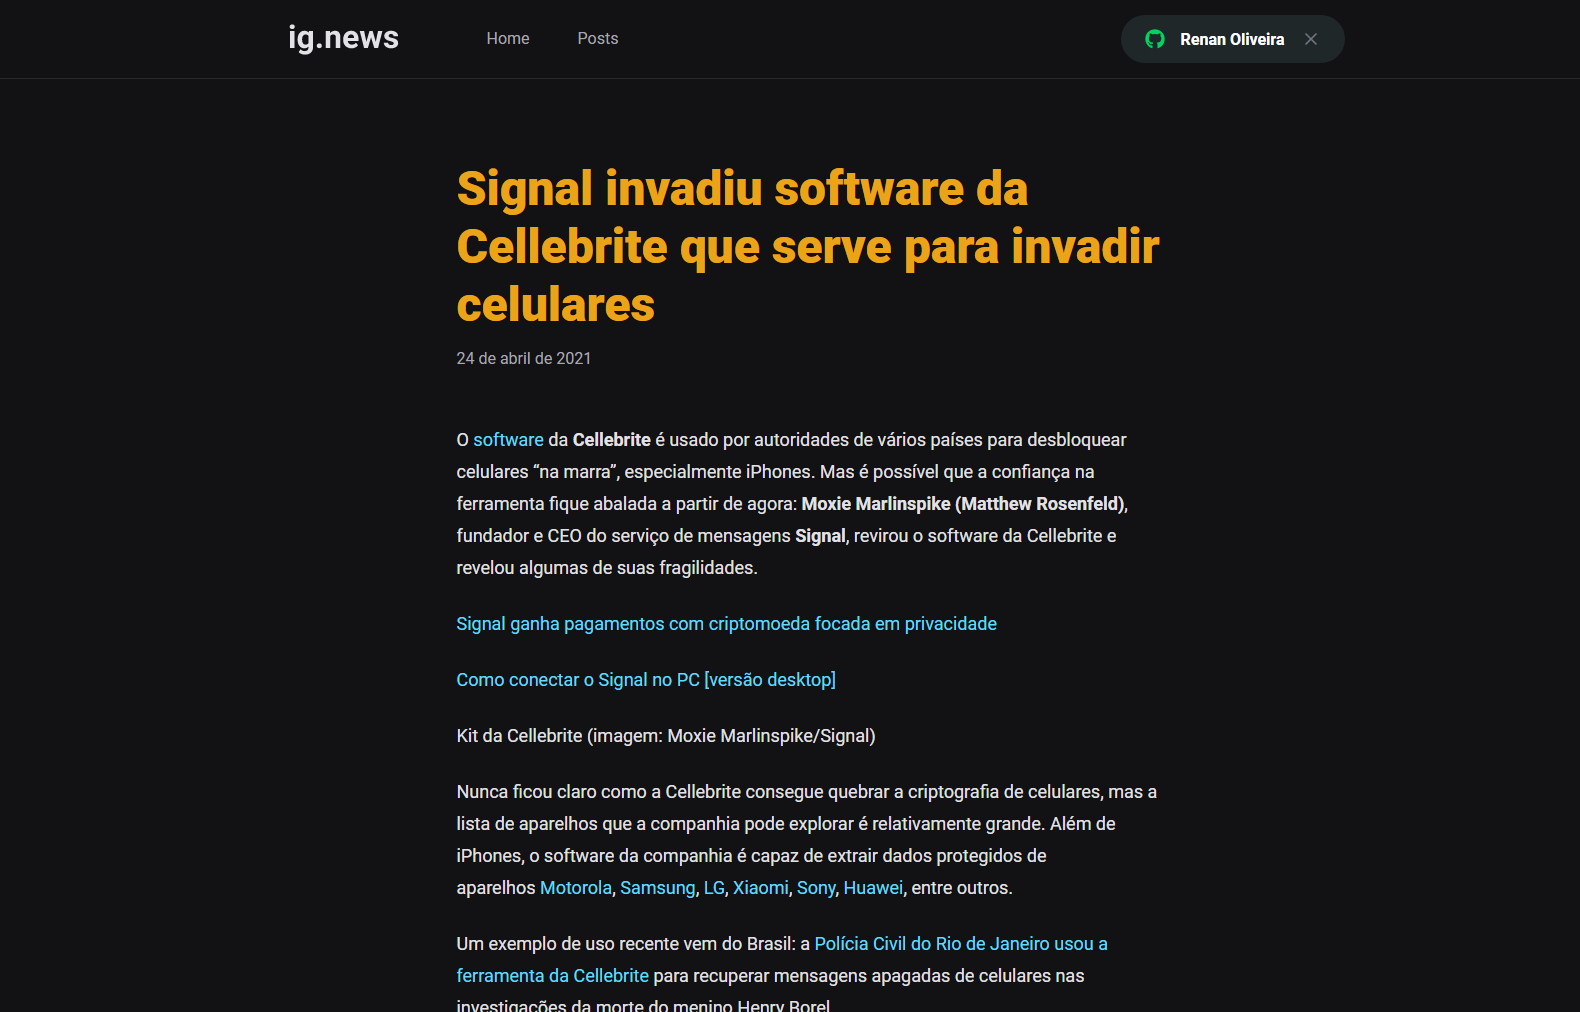 ig.news
Home
Posts
Renan Oliveira
Signal invadiu software da
Cellebrite que serve para invadir
celulares
24 de abril de 2021
O software da Cellebrite é usado por autoridades de vários países para desbloquear
celulares “na marra”, especialmente iPhones. Mas é possível que a confiança na
ferramenta fique abalada a partir de agora: Moxie Marlinspike (Matthew Rosenfeld),
fundador e CEO do serviço de mensagens Signal, revirou o software da Cellebrite e
revelou algumas de suas fragilidades.
Signal ganha pagamentos com criptomoeda focada em privacidade
Como conectar o Signal no PC [versão desktop]
Kit da Cellebrite (imagem: Moxie Marlinspike/Signal)
Nunca ficou claro como a Cellebrite consegue quebrar a criptografia de celulares, mas a
lista de aparelhos que a companhia pode explorar é relativamente grande. Além de
iPhones, o software da companhia é capaz de extrair dados protegidos de
aparelhos Motorola, Samsung, LG, Xiaomi, Sony, Huawei, entre outros.
Um exemplo de uso recente vem do Brasil: a Polícia Civil do Rio de Janeiro usou a
ferramenta da Cellebrite para recuperar mensagens apagadas de celulares nas
investigações da morte do menino Henry Borel